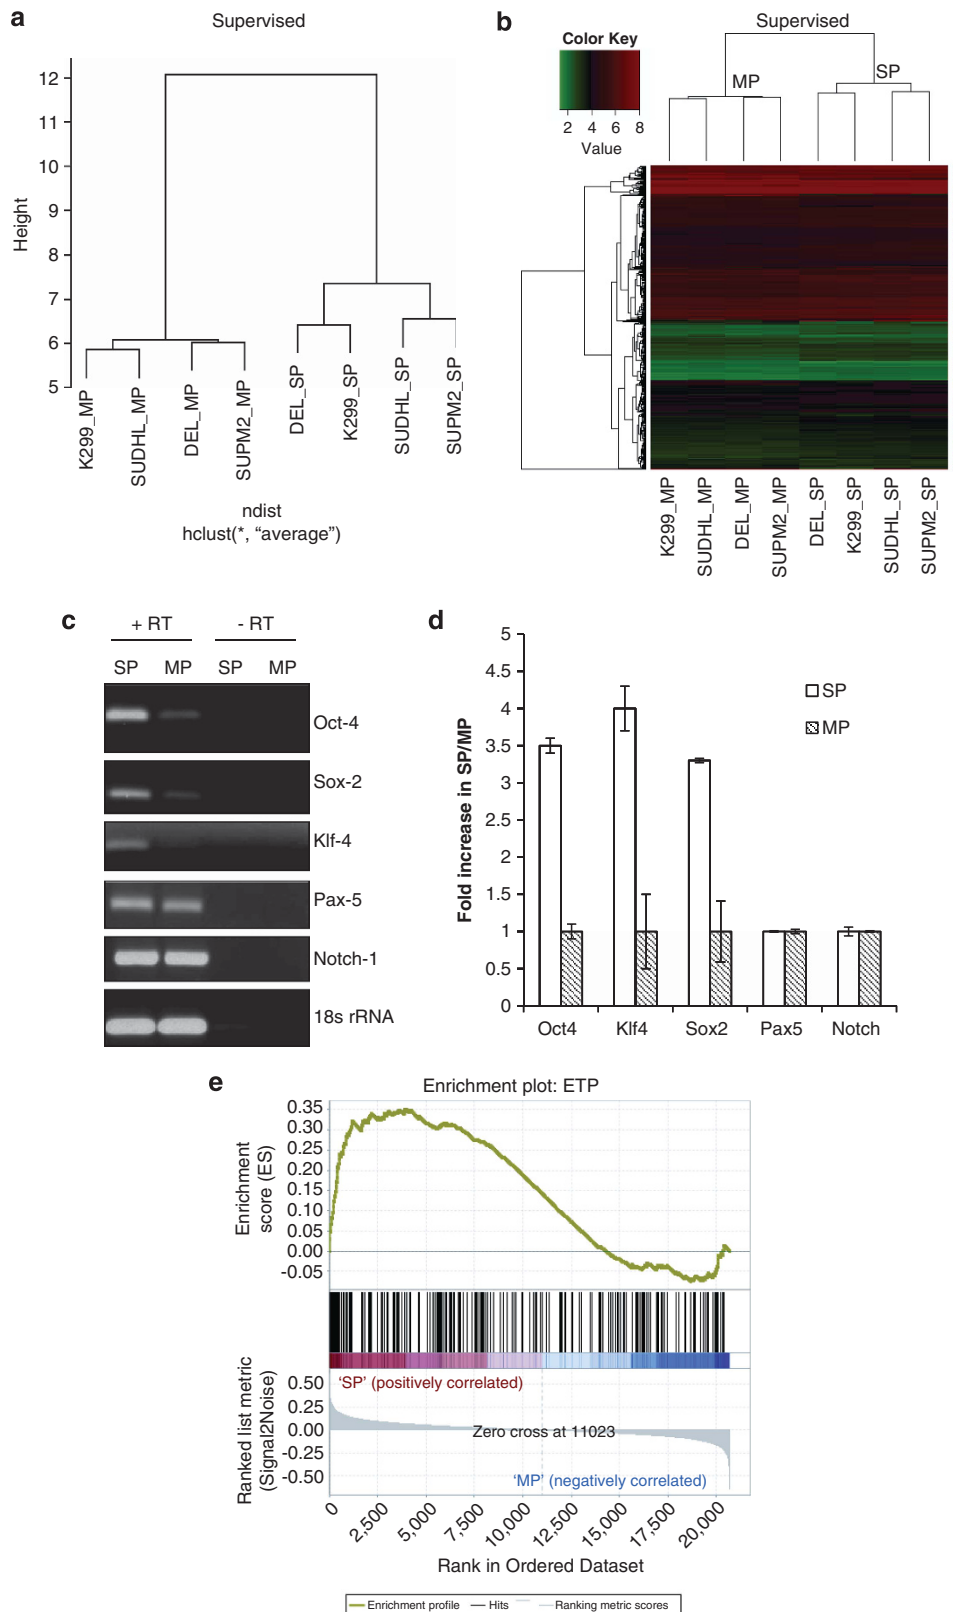 a
Supervised
Height
12
11
10
9
8
7
6
5
K299_MP
SUDHL_MP
DEL_MP
SUPM2_MP
DEL_SP
K299_SP
SUDHL_SP
SUPM2_SP
ndist
hclust(*, “average”)
b
Supervised
Color Key
2 4 6 8
Value
MP
SP
K299_MP
SUDHL_MP
DEL_MP
SUPM2_MP
DEL_SP
K299_SP
SUDHL_SP
SUPM2_SP
c
+ RT - RT
SP MP SP MP
Oct-4
Sox-2
Klf-4
Pax-5
Notch-1
18s rRNA
d
Fold increase in SP/MP
5
4.5
4
3.5
3
2.5
2
1.5
1
0.5
0
SP
MP
Oct4 Klf4 Sox2 Pax5 Notch
e
Enrichment plot: ETP
Enrichment
score (ES)
0.35
0.30
0.25
0.20
0.15
0.10
0.05
0.00
-0.05
Ranked list metric
(Signal2Noise)
0.50
0.25
0.00
-0.25
-0.50
‘SP’ (positively correlated)
Zero cross at 11023
‘MP’ (negatively correlated)
0 2,500 5,000 7,500 10,000 12,500 15,000 17,500 20,000
Rank in Ordered Dataset
Enrichment profile Hits Ranking metric scores